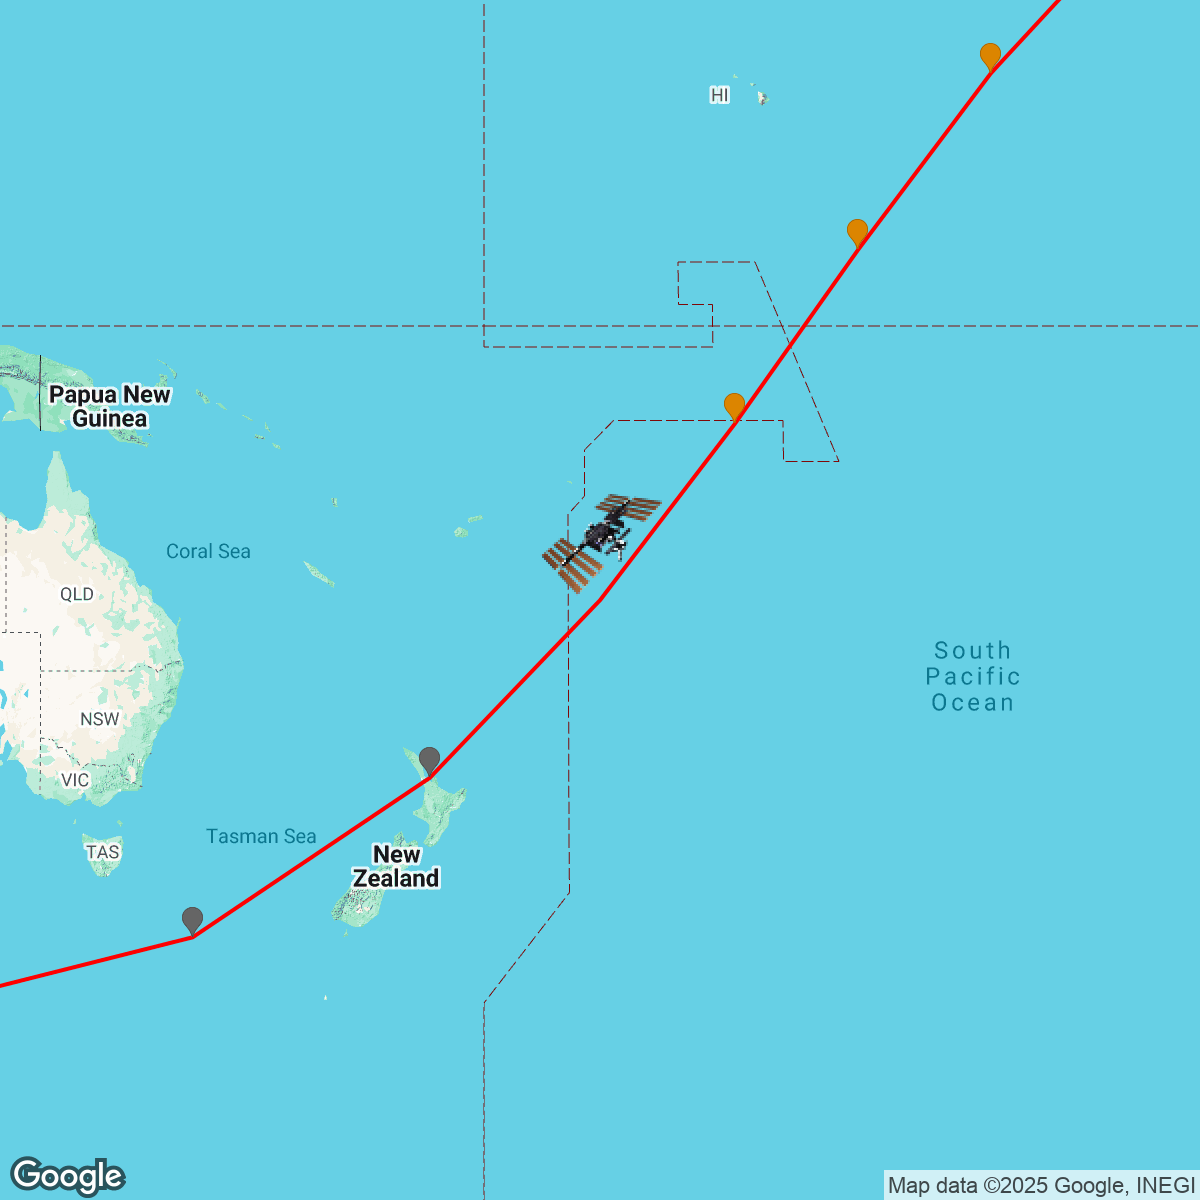 HI
Papua New
Guinea
Coral Sea
QLD
South
Pacific
Ocean
NSW
VIC
Tasman Sea
TAS
New
Zealand
Google
Map data ©2025 Google, INEGI